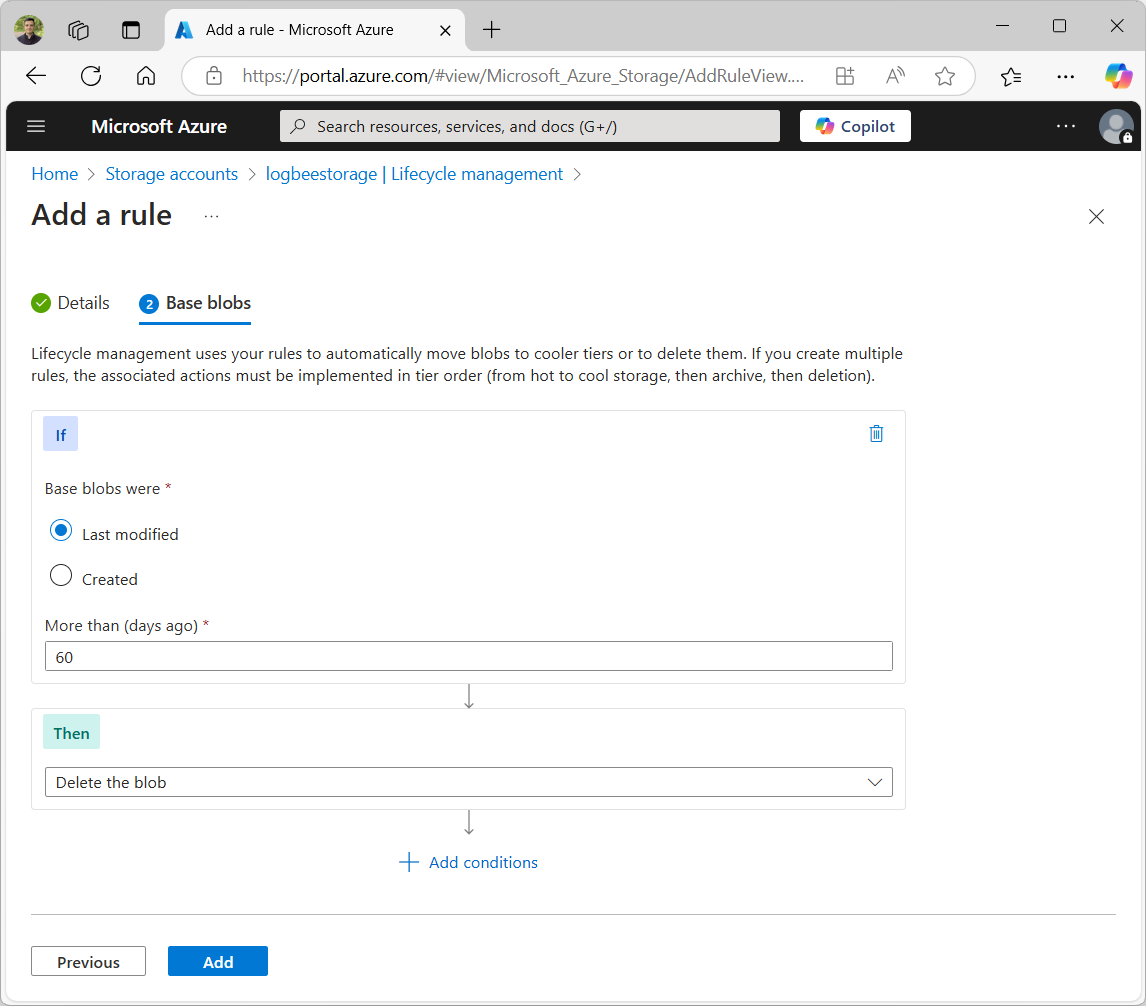 Add a rule - Microsoft Azure
https://portal.azure.com/#view/Microsoft_Azure_Storage/AddRuleView....
Microsoft Azure
Search resources, services, and docs (G+/)
Copilot
Home > Storage accounts > logbeestorage | Lifecycle management >
Add a rule ...
Details
2 Base blobs
Lifecycle management uses your rules to automatically move blobs to cooler tiers or to delete them. If you create multiple
rules, the associated actions must be implemented in tier order (from hot to cool storage, then archive, then deletion).
If
Base blobs were *
Last modified
Created
More than (days ago) *
60
Then
Delete the blob
Add conditions
Previous
Add